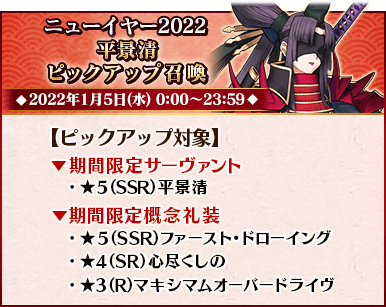 ニューイヤー2022
平景清
ピックアップ召喚
◆2022年1月5日(水) 0:00～23:59◆
【ピックアップ対象】
▼期間限定サーヴァント
・★5(SSR)平景清
▼期間限定概念礼装
・★5(SSR)ファースト・ドローイング
・★4(SR)心尽くしの
・★3(R)マキシマムオーバードライヴ